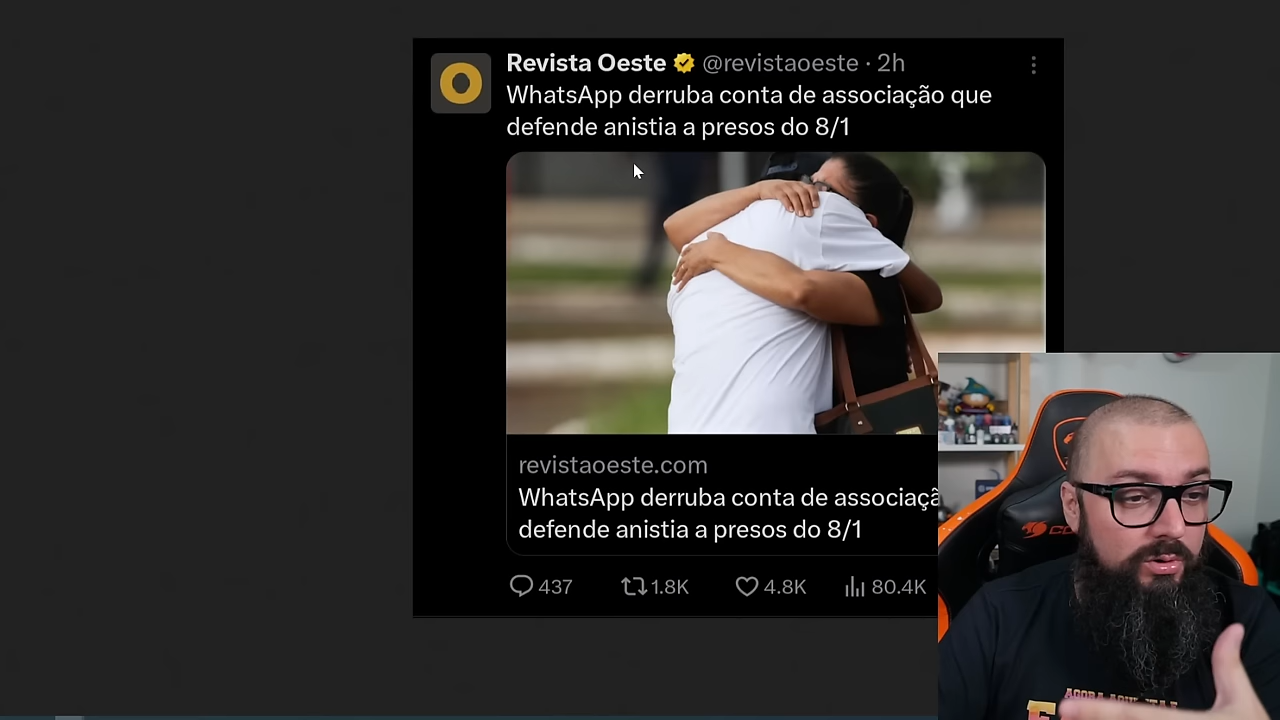 Revista Oeste @revistaoeste · 2h
WhatsApp derruba conta de associação que
defende anistia a presos do 8/1
revistaoeste.com
WhatsApp derruba conta de associaçã
defende anistia a presos do 8/1
437 1.8K 4.8K 80.4K